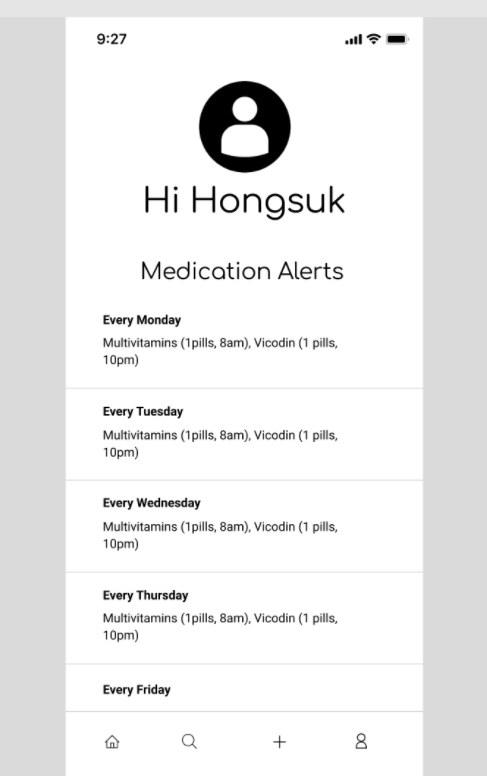 9:27
Hi Hongsuk
Medication Alerts
Every Monday
Multivitamins (1pills, 8am), Vicodin (1 pills,
10pm)
Every Tuesday
Multivitamins (1pills, 8am), Vicodin (1 pills,
10pm)
Every Wednesday
Multivitamins (1pills, 8am), Vicodin (1 pills,
10pm)
Every Thursday
Multivitamins (1pills, 8am), Vicodin (1 pills,
10pm)
Every Friday